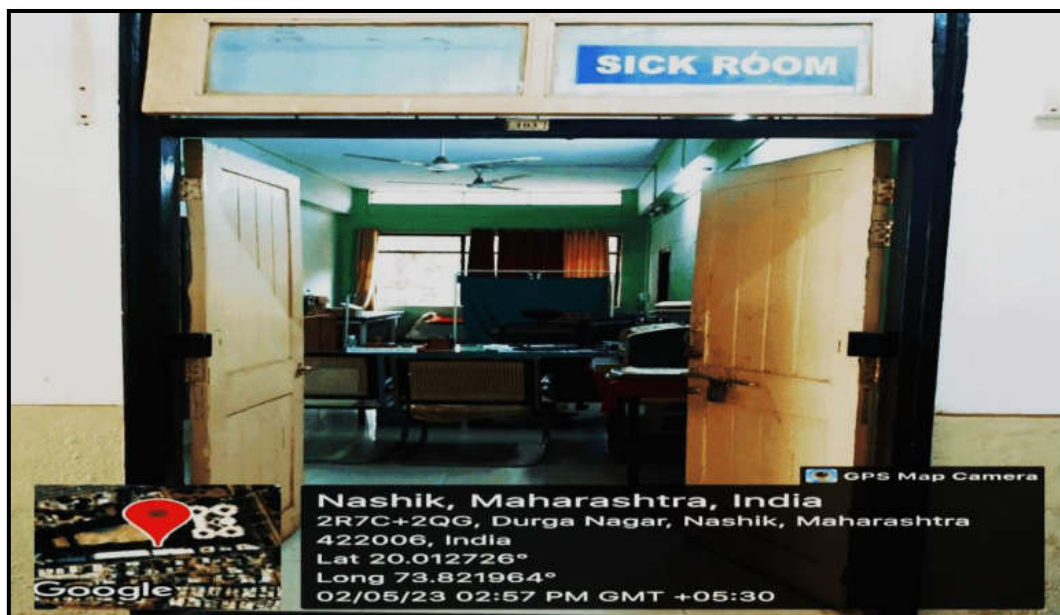 SICK ROOM
GPS Map Camera
Nashik, Maharashtra, India
2R7C+2QG, Durga Nagar, Nashik, Maharashtra
422006, India
Lat 20.012726°
Long 73.821964°
02/05/23 02:57 PM GMT +05:30
Google